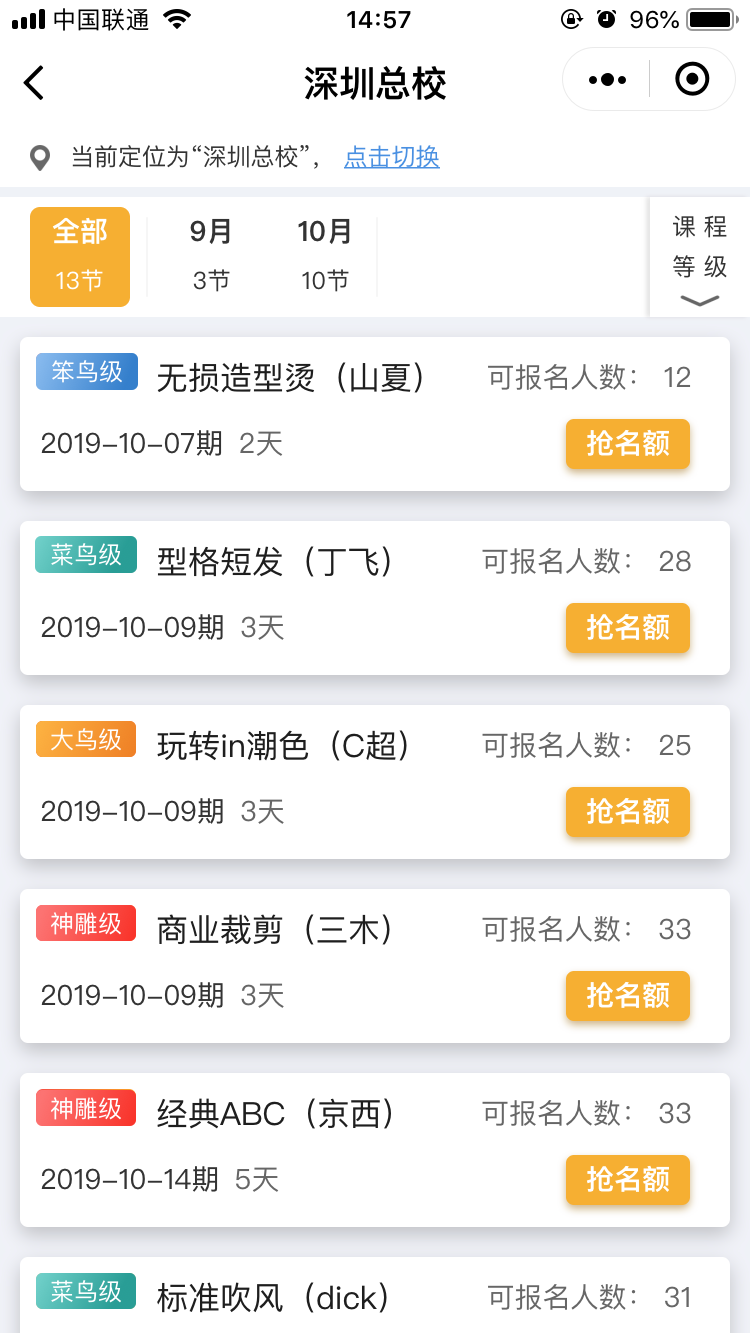 中国联通 14:57 96%
深圳总校
当前定位为“深圳总校”， 点击切换
全部 9月 10月 课程
13节 3节 10节 等级
笨鸟级 无损造型烫（山夏） 可报名人数： 12
2019-10-07期 2天 抢名额
菜鸟级 型格短发（丁飞） 可报名人数： 28
2019-10-09期 3天 抢名额
大鸟级 玩转in潮色（C超） 可报名人数： 25
2019-10-09期 3天 抢名额
神雕级 商业裁剪（三木） 可报名人数： 33
2019-10-09期 3天 抢名额
神雕级 经典ABC（京西） 可报名人数： 33
2019-10-14期 5天 抢名额
菜鸟级 标准吹风（dick） 可报名人数： 31